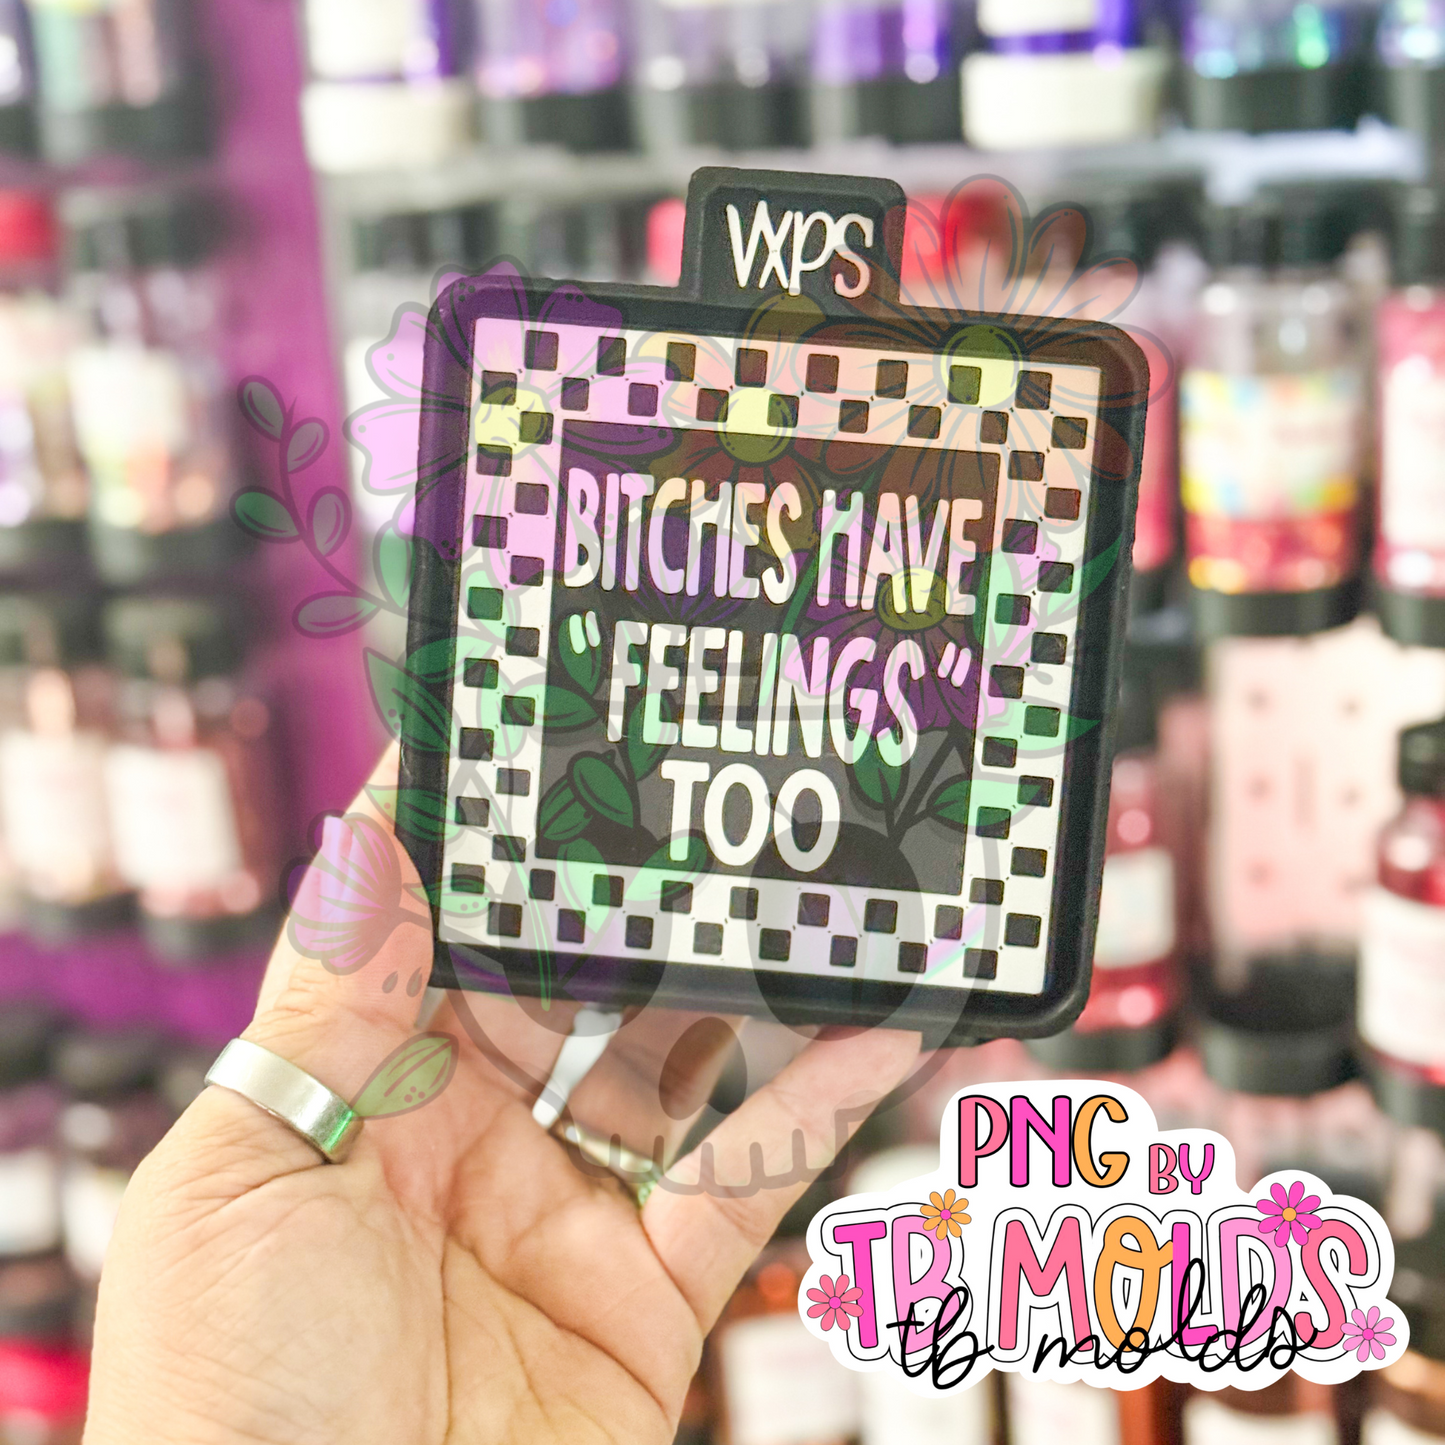 VXPS
BITCHES HAVE
"FEELINGS"
TOO
PNG BY
TB MOLDS
tb molds